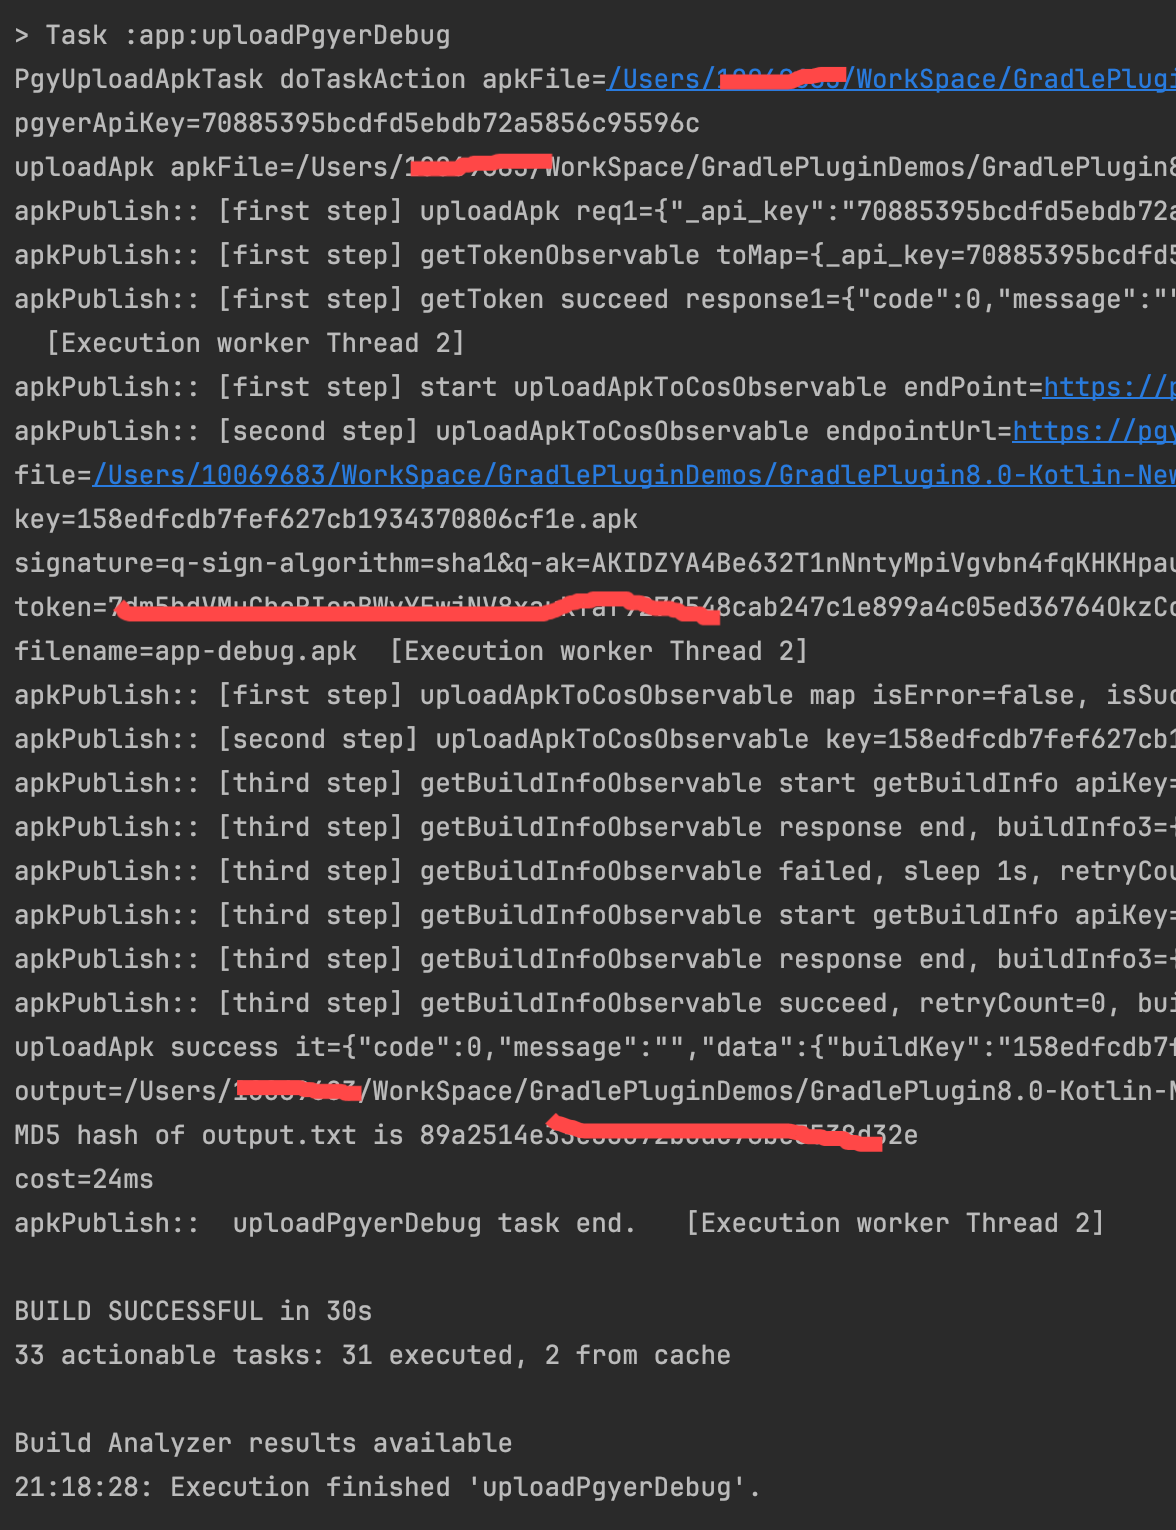 > Task :app:uploadPgyerDebug
PgyUploadApkTask doTaskAction apkFile=/Users/ /WorkSpace/GradlePlugi
pgyerApiKey=70885395bcdfd5ebdb72a5856c95596c
uploadApk apkFile=/Users/ WorkSpace/GradlePluginDemos/GradlePlugin8
apkPublish:: [first step] uploadApk req1={"_api_key":"70885395bcdfd5ebdb72a
apkPublish:: [first step] getTokenObservable toMap={_api_key=70885395bcdfd5
apkPublish:: [first step] getToken succeed response1={"code":0,"message":""
[Execution worker Thread 2]
apkPublish:: [first step] start uploadApkToCosObservable endPoint=https://p
apkPublish:: [second step] uploadApkToCosObservable endpointUrl=https://pgy
file=/Users/10069683/WorkSpace/GradlePluginDemos/GradlePlugin8.0-Kotlin-New
key=158edfcdb7fef627cb1934370806cf1e.apk
signature=q-sign-algorithm=sha1&q-ak=AKIDZYA4Be632T1nNntyMpiVgvbn4fqKHKHpau
token= 8cab247c1e899a4c05ed36764OkzCo
filename=app-debug.apk [Execution worker Thread 2]
apkPublish:: [first step] uploadApkToCosObservable map isError=false, isSuc
apkPublish:: [second step] uploadApkToCosObservable key=158edfcdb7fef627cb1
apkPublish:: [third step] getBuildInfoObservable start getBuildInfo apiKey=
apkPublish:: [third step] getBuildInfoObservable response end, buildInfo3={
apkPublish:: [third step] getBuildInfoObservable failed, sleep 1s, retryCou
apkPublish:: [third step] getBuildInfoObservable start getBuildInfo apiKey=
apkPublish:: [third step] getBuildInfoObservable response end, buildInfo3={
apkPublish:: [third step] getBuildInfoObservable succeed, retryCount=0, bui
uploadApk success it={"code":0,"message":"","data":{"buildKey":"158edfcdb7f
output=/Users/ /WorkSpace/GradlePluginDemos/GradlePlugin8.0-Kotlin-N
MD5 hash of output.txt is 89a2514e 32e
cost=24ms
apkPublish:: uploadPgyerDebug task end. [Execution worker Thread 2]
BUILD SUCCESSFUL in 30s
33 actionable tasks: 31 executed, 2 from cache
Build Analyzer results available
21:18:28: Execution finished 'uploadPgyerDebug'.